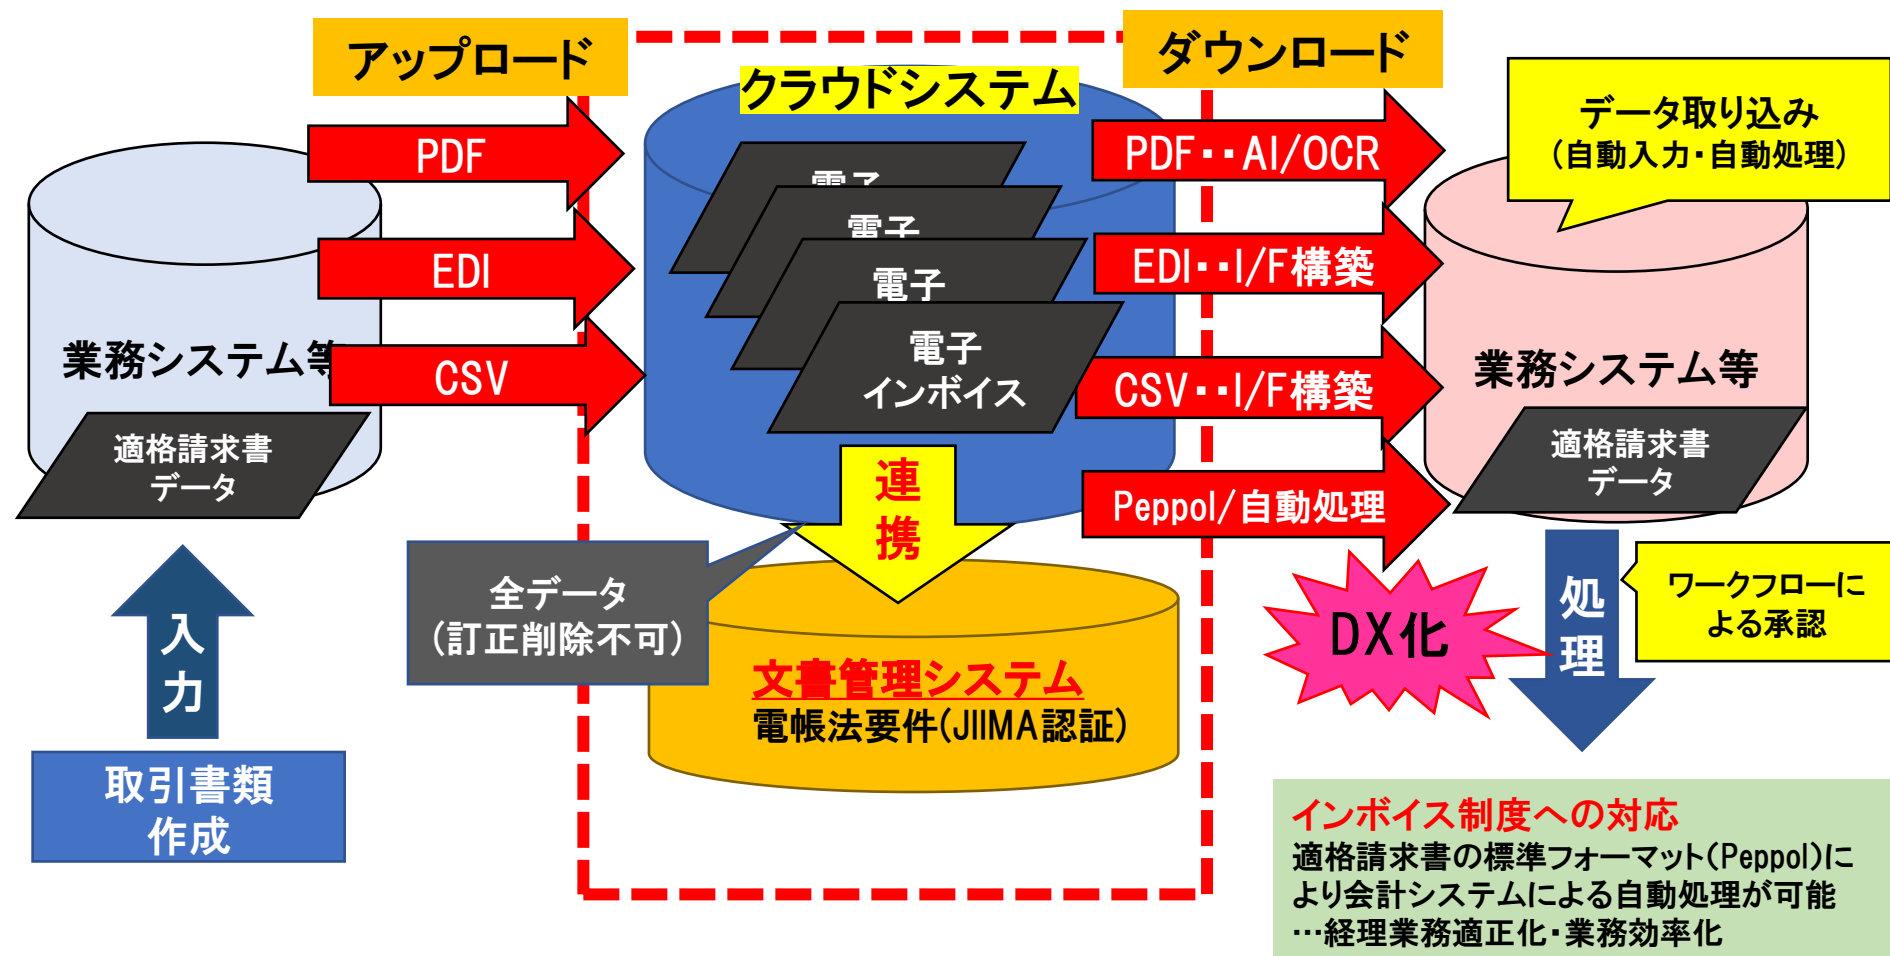 アップロード
ダウンロード
クラウドシステム
PDF
EDI
CSV
業務システム等
適格請求書
データ
入
力
取引書類
作成
電子
電子
電子
電子
インボイス
連
携
全データ
(訂正削除不可)
文書管理システム
電帳法要件(JIIMA認証)
PDF・・AI/OCR
EDI・・I/F構築
CSV・・I/F構築
Peppol/自動処理
データ取り込み
(自動入力・自動処理)
業務システム等
適格請求書
データ
DX化
処
理
ワークフローに
よる承認
インボイス制度への対応
適格請求書の標準フォーマット(Peppol)に
より会計システムによる自動処理が可能
…経理業務適正化・業務効率化